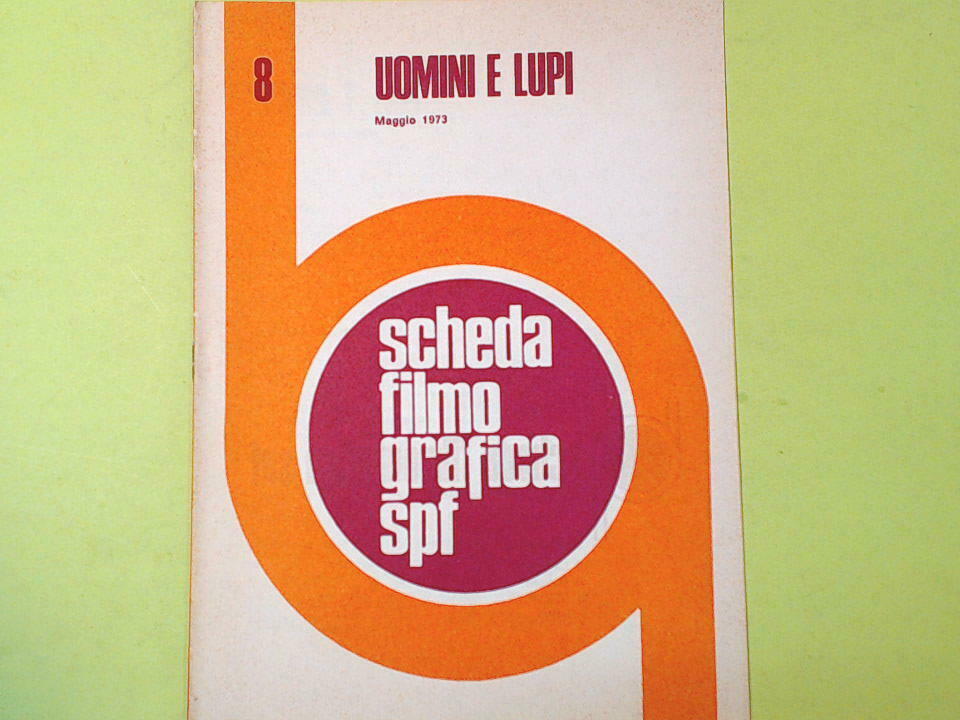 8
UOMINI E LUPI
Maggio 1973
scheda
filmo
grafica
spf